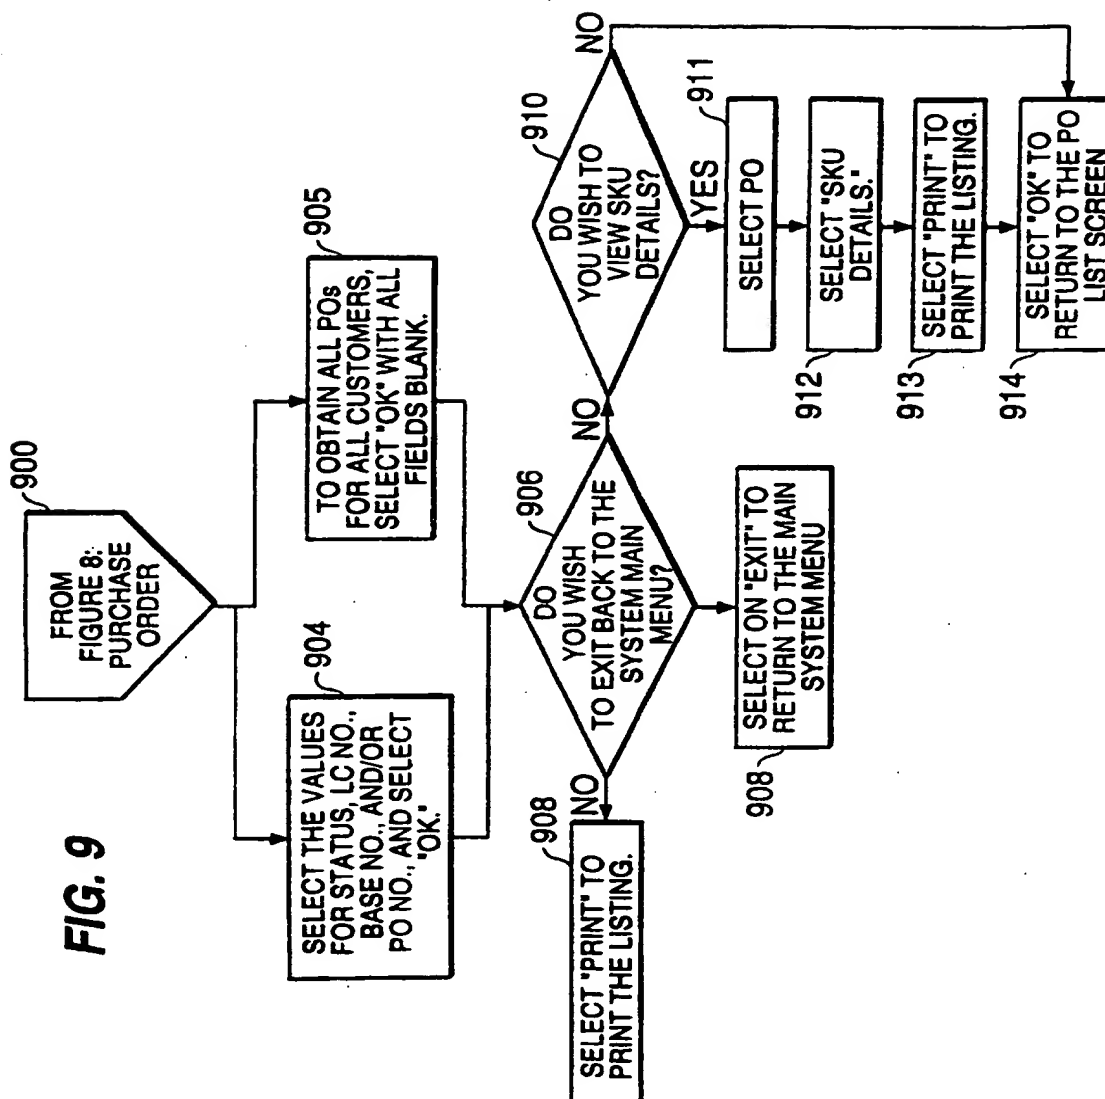 FIG. 9
900
FROM
FIGURE 8:
PURCHASE
ORDER
904
SELECT THE VALUES
FOR STATUS, LC NO.,
BASE NO., AND/OR
PO NO., AND SELECT
"OK."
905
TO OBTAIN ALL POs
FOR ALL CUSTOMERS,
SELECT "OK" WITH ALL
FIELDS BLANK.
906
DO
YOU WISH
TO EXIT BACK TO THE
SYSTEM MAIN
MENU?
NO
908
SELECT "PRINT" TO
PRINT THE LISTING.
908
SELECT ON "EXIT" TO
RETURN TO THE MAIN
SYSTEM MENU
NO
910
DO
YOU WISH TO
VIEW SKU
DETAILS?
NO
YES
911
SELECT PO
912
SELECT "SKU
DETAILS."
913
SELECT "PRINT" TO
PRINT THE LISTING.
914
SELECT "OK" TO
RETURN TO THE PO
LIST SCREEN